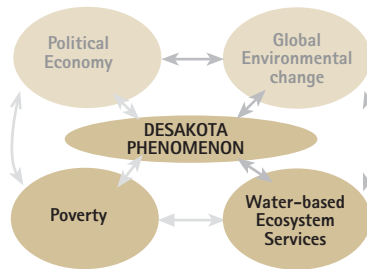 Political
Economy
Global
Environmental
change
DESAKOTA
PHENOMENON
Poverty
Water-based
Ecosystem
Services